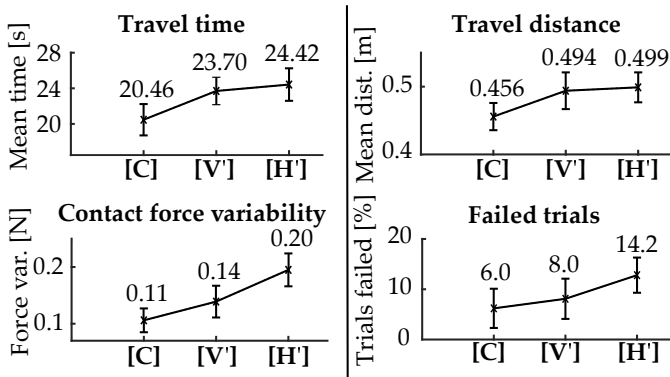 Travel time
Mean time [s]
28
24
20
20.46
23.70
24.42
[C] [V'] [H']
Travel distance
Mean dist. [m]
0.5
0.4
0.456
0.494
0.499
[C] [V'] [H']
Contact force variability
Force var. [N]
0.2
0.1
0.11
0.14
0.20
[C] [V'] [H']
Failed trials
Trials failed [%]
20
10
0
6.0
8.0
14.2
[C] [V'] [H']